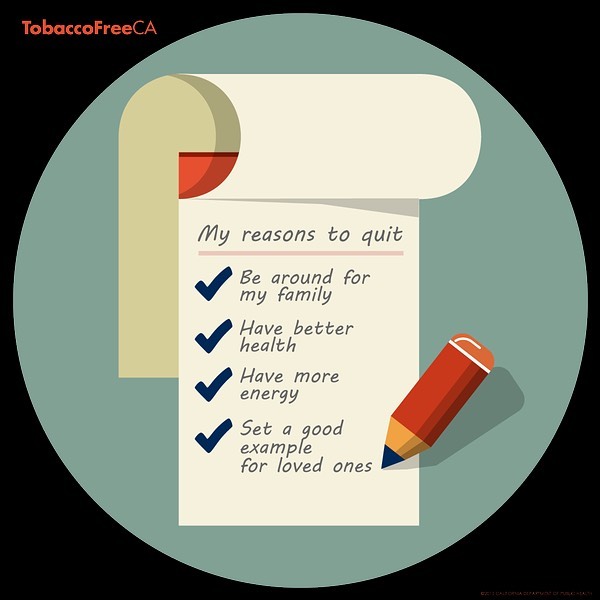 TobaccoFreeCA
My reasons to quit
Be around for
my family
Have better
health
Have more
energy
Set a good
example
for loved ones